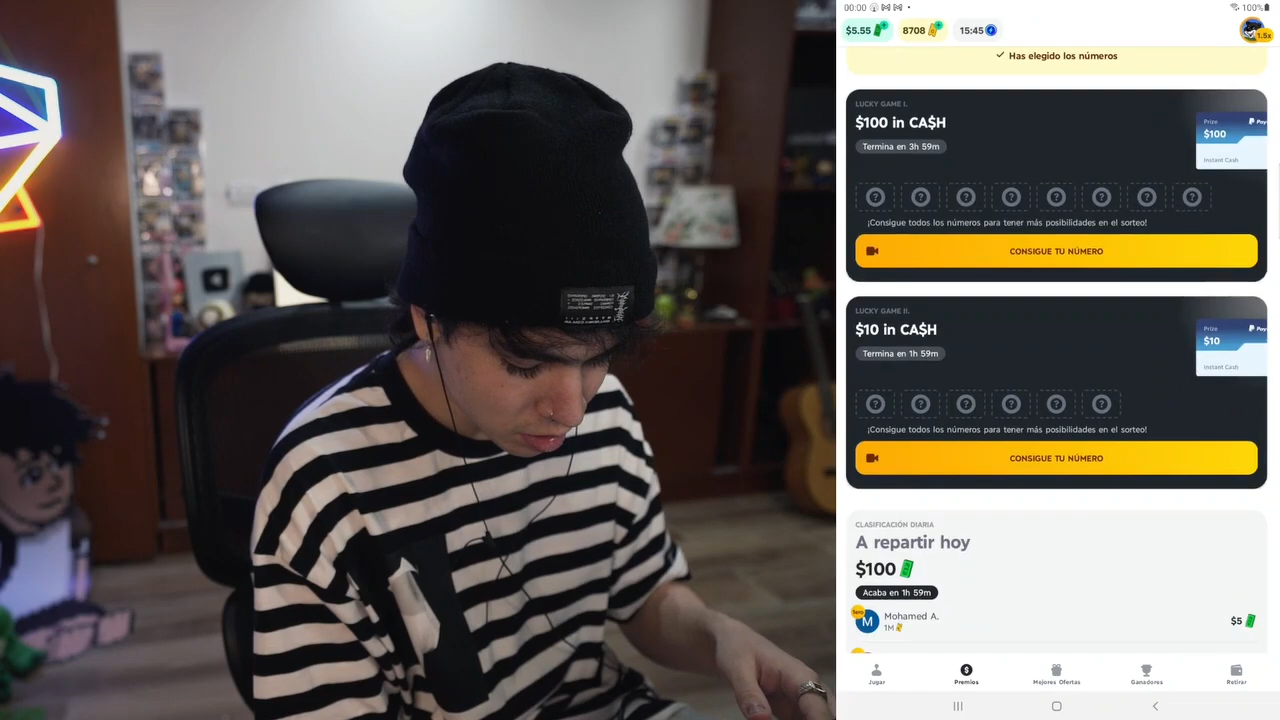 00:00
100%
$5.55
8708
15:45
1.5x
Has elegido los números
LUCKY GAME I.
$100 in CA$H
Termina en 3h 59m
Prize
Pay
$100
Instant Cash
¡Consigue todos los números para tener más posibilidades en el sorteo!
CONSIGUE TU NÚMERO
LUCKY GAME II.
$10 in CA$H
Termina en 1h 59m
Prize
Pay
$10
Instant Cash
¡Consigue todos los números para tener más posibilidades en el sorteo!
CONSIGUE TU NÚMERO
CLASIFICACIÓN DIARIA
A repartir hoy
$100
Acaba en 1h 59m
1ero
M
Mohamed A.
1M
$5
Jugar
Premios
Mejores Ofertas
Ganadores
Retirar